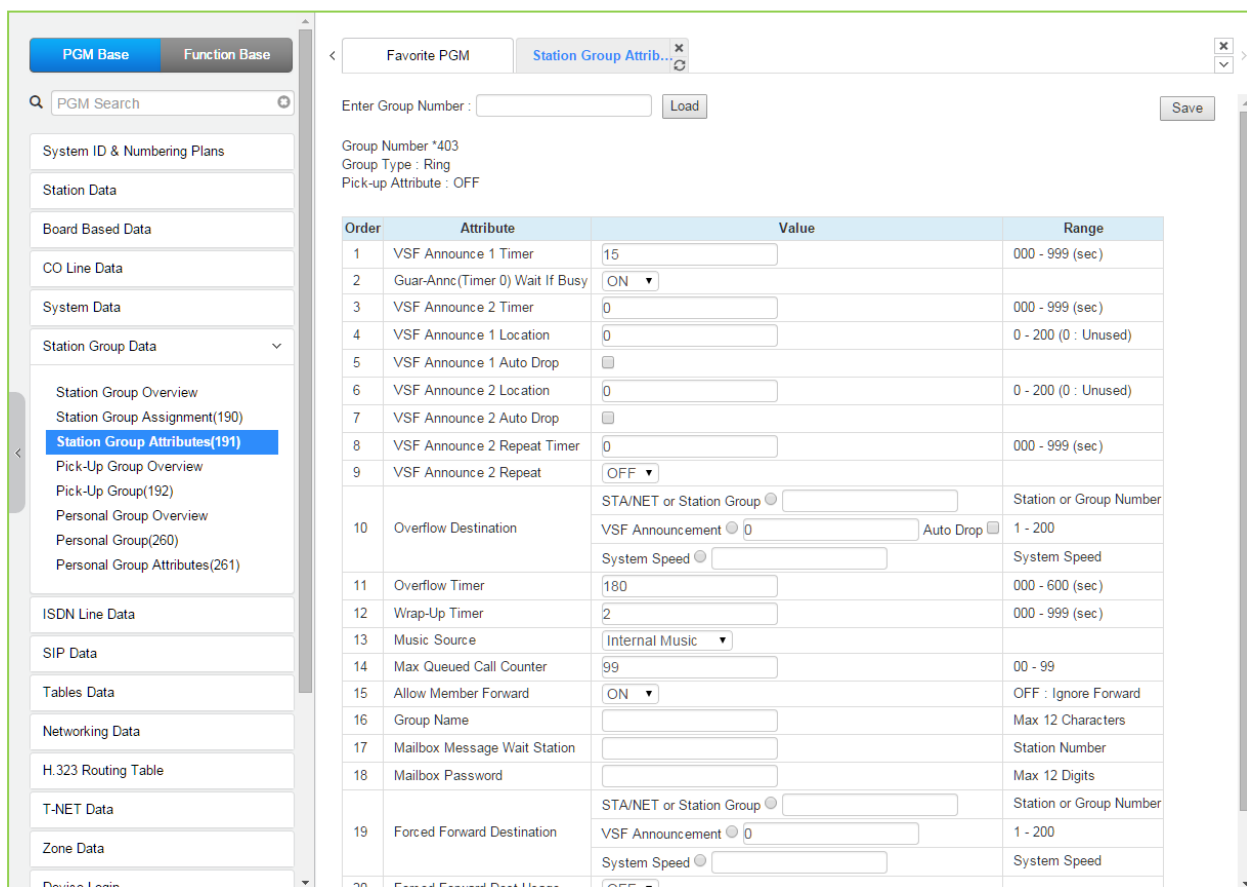 PGM Base Function Base
PGM Search
System ID & Numbering Plans
Station Data
Board Based Data
CO Line Data
System Data
Station Group Data
Station Group Overview
Station Group Assignment(190)
Station Group Attributes(191)
Pick-Up Group Overview
Pick-Up Group(192)
Personal Group Overview
Personal Group(260)
Personal Group Attributes(261)
ISDN Line Data
SIP Data
Tables Data
Networking Data
H.323 Routing Table
T-NET Data
Zone Data
Device Login
Favorite PGM Station Group Attrib...
Enter Group Number : Load Save
Group Number *403
Group Type : Ring
Pick-up Attribute : OFF
Order Attribute Value Range
1 VSF Announce 1 Timer 15 000 - 999 (sec)
2 Guar-Annc(Timer 0) Wait If Busy ON
3 VSF Announce 2 Timer 0 000 - 999 (sec)
4 VSF Announce 1 Location 0 0 - 200 (0 : Unused)
5 VSF Announce 1 Auto Drop
6 VSF Announce 2 Location 0 0 - 200 (0 : Unused)
7 VSF Announce 2 Auto Drop
8 VSF Announce 2 Repeat Timer 0 000 - 999 (sec)
9 VSF Announce 2 Repeat OFF
STA/NET or Station Group Station or Group Number
10 Overflow Destination VSF Announcement 0 Auto Drop 1 - 200
System Speed System Speed
11 Overflow Timer 180 000 - 600 (sec)
12 Wrap-Up Timer 2 000 - 999 (sec)
13 Music Source Internal Music
14 Max Queued Call Counter 99 00 - 99
15 Allow Member Forward ON OFF : Ignore Forward
16 Group Name Max 12 Characters
17 Mailbox Message Wait Station Station Number
18 Mailbox Password Max 12 Digits
STA/NET or Station Group Station or Group Number
19 Forced Forward Destination VSF Announcement 0 1 - 200
System Speed System Speed
20 Forced Forward Dest Usage OFF